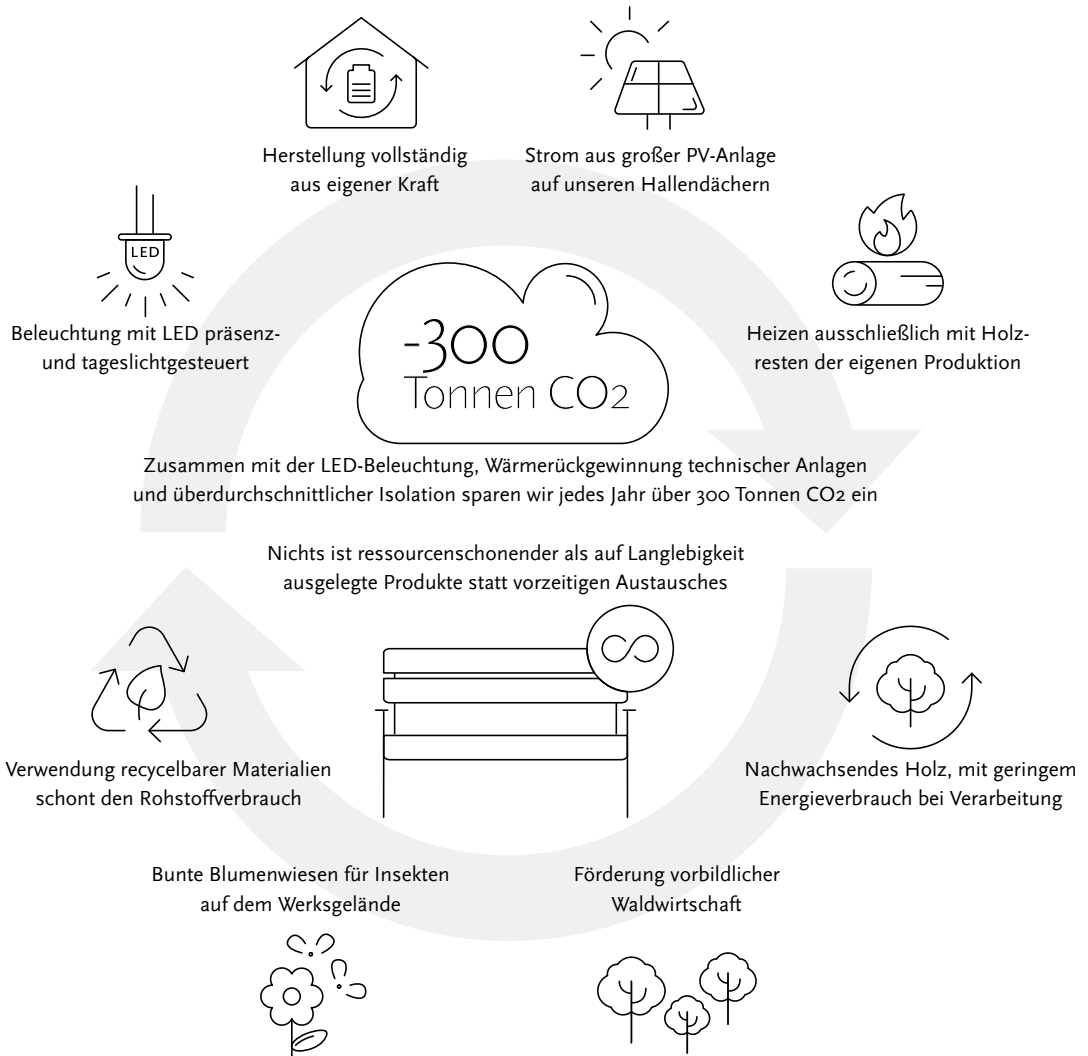 Herstellung vollständig
aus eigener Kraft
Strom aus großer PV-Anlage
auf unseren Hallendächern
LED
Beleuchtung mit LED präsenz-
und tageslichtgesteuert
Heizen ausschließlich mit Holz-
resten der eigenen Produktion
-300
Tonnen CO2
Zusammen mit der LED-Beleuchtung, Wärmerückgewinnung technischer Anlagen
und überdurchschnittlicher Isolation sparen wir jedes Jahr über 300 Tonnen CO2 ein
Nichts ist ressourcenschonender als auf Langlebigkeit
ausgelegte Produkte statt vorzeitigen Austausches
Verwendung recycelbarer Materialien
schont den Rohstoffverbrauch
Nachwachsendes Holz, mit geringem
Energieverbrauch bei Verarbeitung
Bunte Blumenwiesen für Insekten
auf dem Werksgelände
Förderung vorbildlicher
Waldwirtschaft